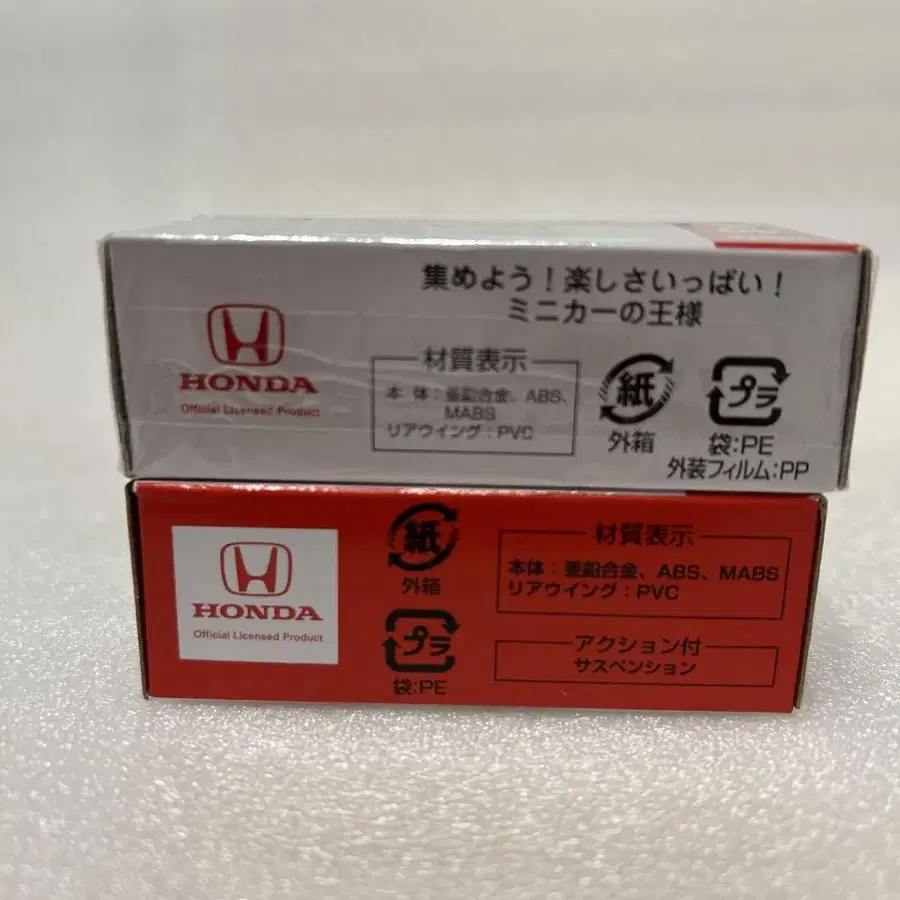 集めよう！楽しさいっぱい！
ミニカーの王様
HONDA
Official Licensed Product
材質表示
本 体：亜鉛合金、ABS、
MABS
リアウイング：PVC
紙
外箱
プラ
袋:PE
外装フィルム:PP
HONDA
Official Licensed Product
紙
外箱
プラ
袋:PE
材質表示
本体：亜鉛合金、ABS、MABS
リアウイング：PVC
アクション付
サスペンション